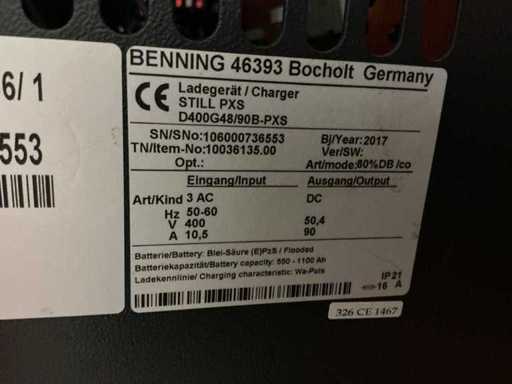 6/ 1
553
BENNING 46393 Bocholt Germany
CE Ladegerät / Charger
STILL PXS
D400G48/90B-PXS
SN/SNo: 106000736553 Bj/Year: 2017
TN/Item-No: 10036135.00 Ver/SW:
Opt.: Art/mode: 80%DB /co
Eingang/Input Ausgang/Output
Art/Kind 3 AC DC
Hz 50-60
V 400 50,4
A 10,5 90
Batterie/Battery: Blei-Säure (E)PzS / Flooded
Batteriekapazität/Battery capacity: 550 - 1100 Ah
Ladekennlinie/ Charging characteristic: Wa-Puls
IP 21
16 A
326 CE 1467